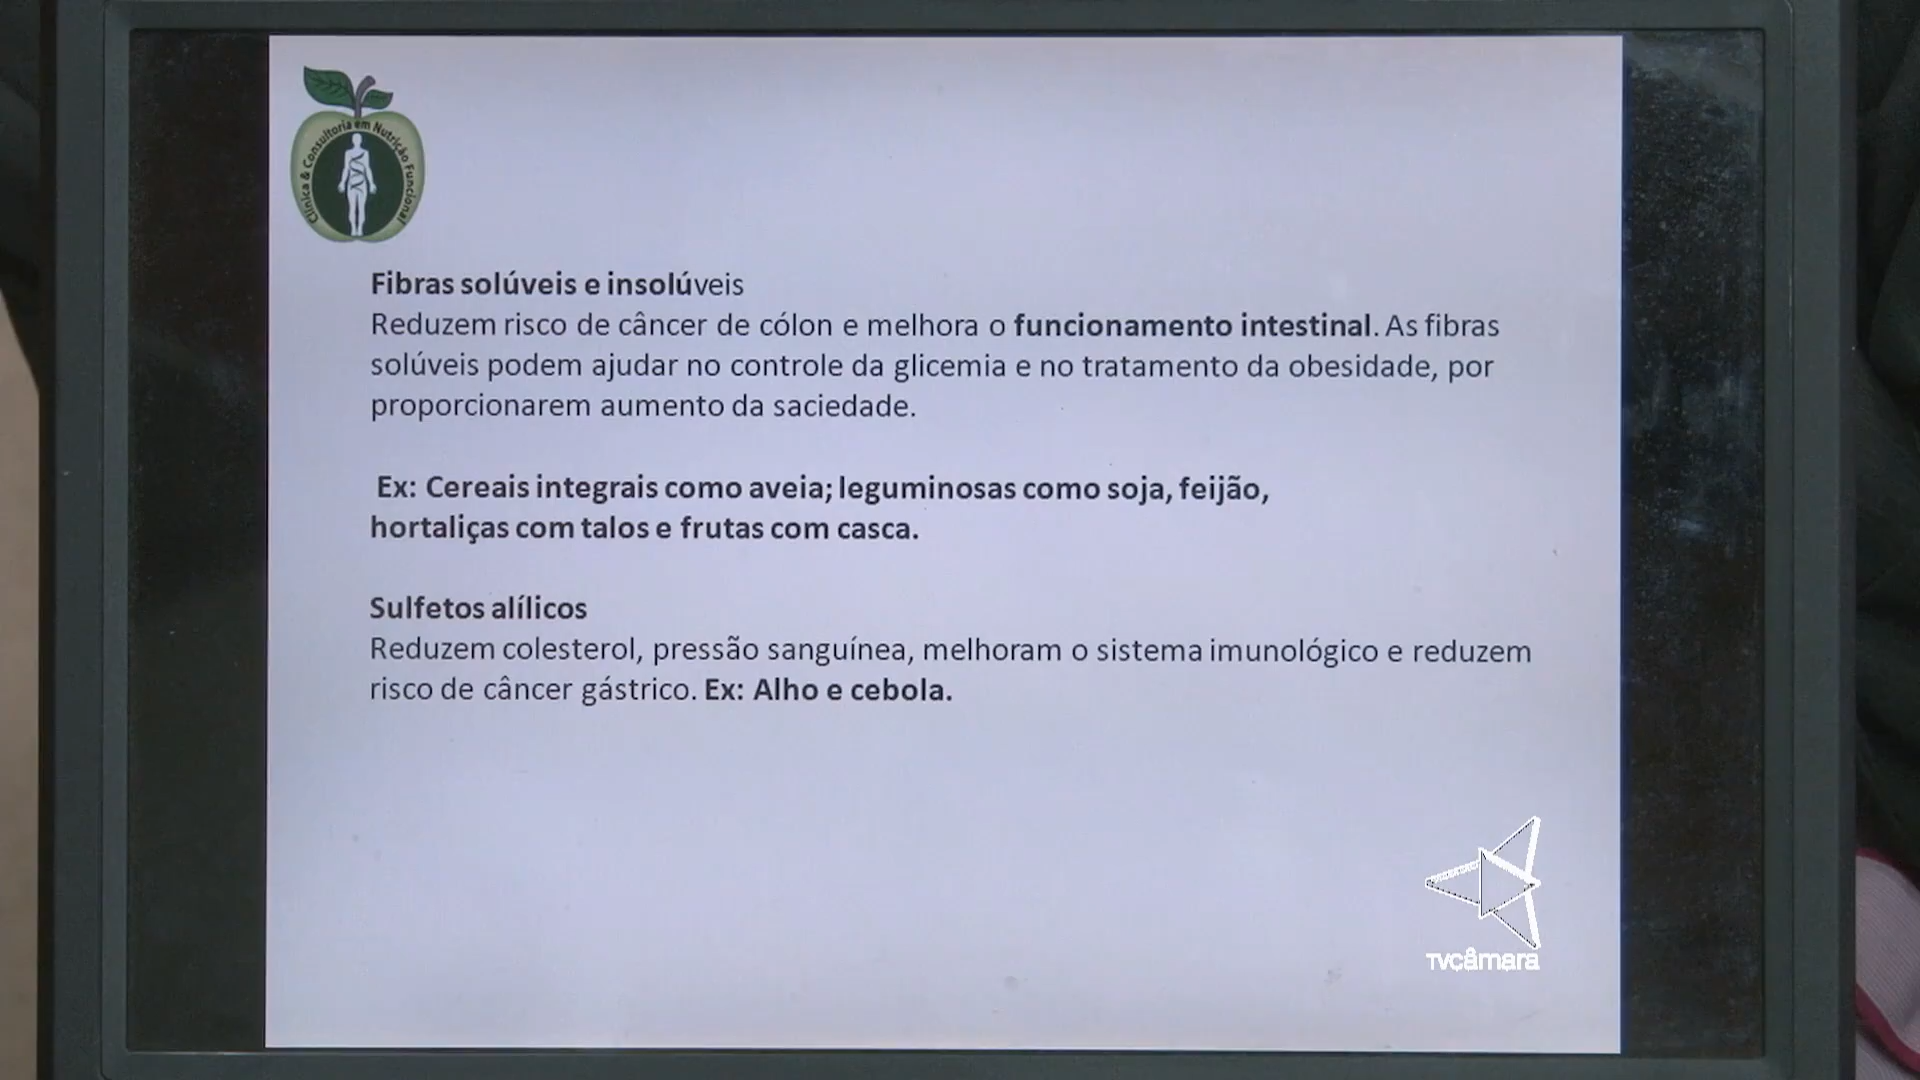 Clínica & Consultoria em Nutrição Funcional
Fibras solúveis e insolúveis
Reduzem risco de câncer de cólon e melhora o funcionamento intestinal. As fibras
solúveis podem ajudar no controle da glicemia e no tratamento da obesidade, por
proporcionarem aumento da saciedade.
Ex: Cereais integrais como aveia; leguminosas como soja, feijão,
hortaliças com talos e frutas com casca.
Sulfetos alílicos
Reduzem colesterol, pressão sanguínea, melhoram o sistema imunológico e reduzem
risco de câncer gástrico. Ex: Alho e cebola.
TVCâmara